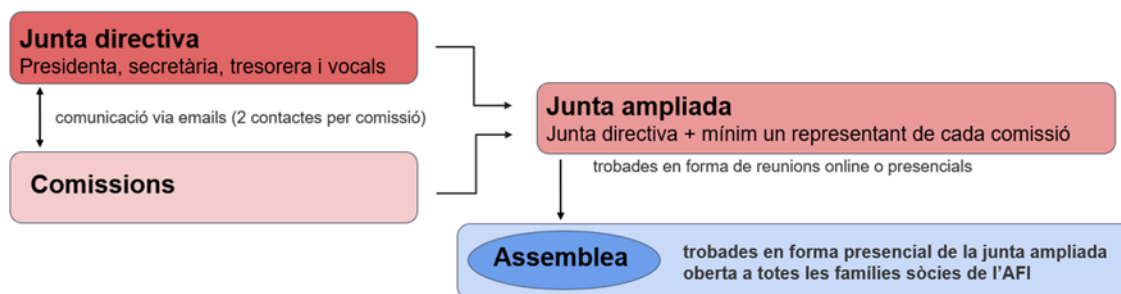 Junta directiva
Presidenta, secretària, tresorera i vocals
comunicació via emails (2 contactes per comissió)
Comissions
Junta ampliada
Junta directiva + mínim un representant de cada comissió
trobades en forma de reunions online o presencials
Assemblea
trobades en forma presencial de la junta ampliada
oberta a totes les famílies sòcies de l'AFI